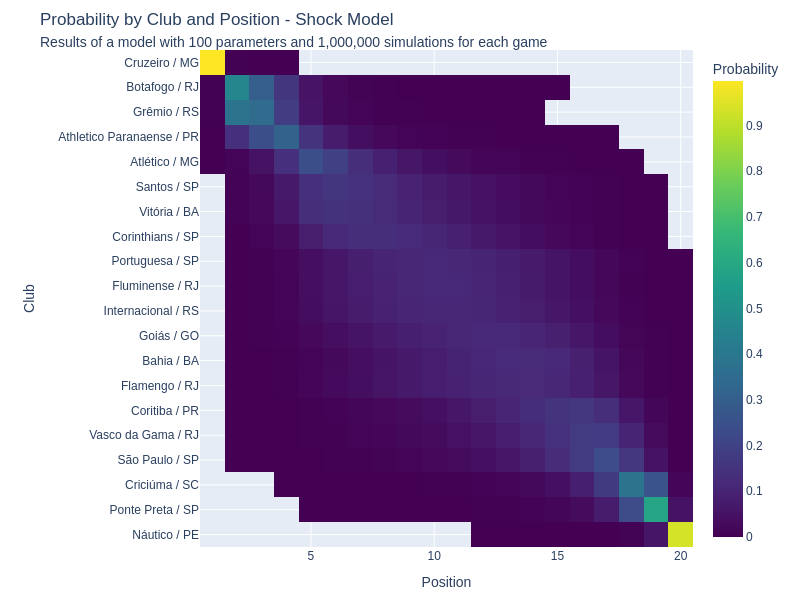 Probability by Club and Position - Shock Model
Results of a model with 100 parameters and 1,000,000 simulations for each game
Probability
Club
Cruzeiro / MG
Botafogo / RJ
Grêmio / RS
Athletico Paranaense / PR
Atlético / MG
Santos / SP
Vitória / BA
Corinthians / SP
Portuguesa / SP
Fluminense / RJ
Internacional / RS
Goiás / GO
Bahia / BA
Flamengo / RJ
Coritiba / PR
Vasco da Gama / RJ
São Paulo / SP
Criciúma / SC
Ponte Preta / SP
Náutico / PE
0.9
0.8
0.7
0.6
0.5
0.4
0.3
0.2
0.1
0
5 10 15 20
Position